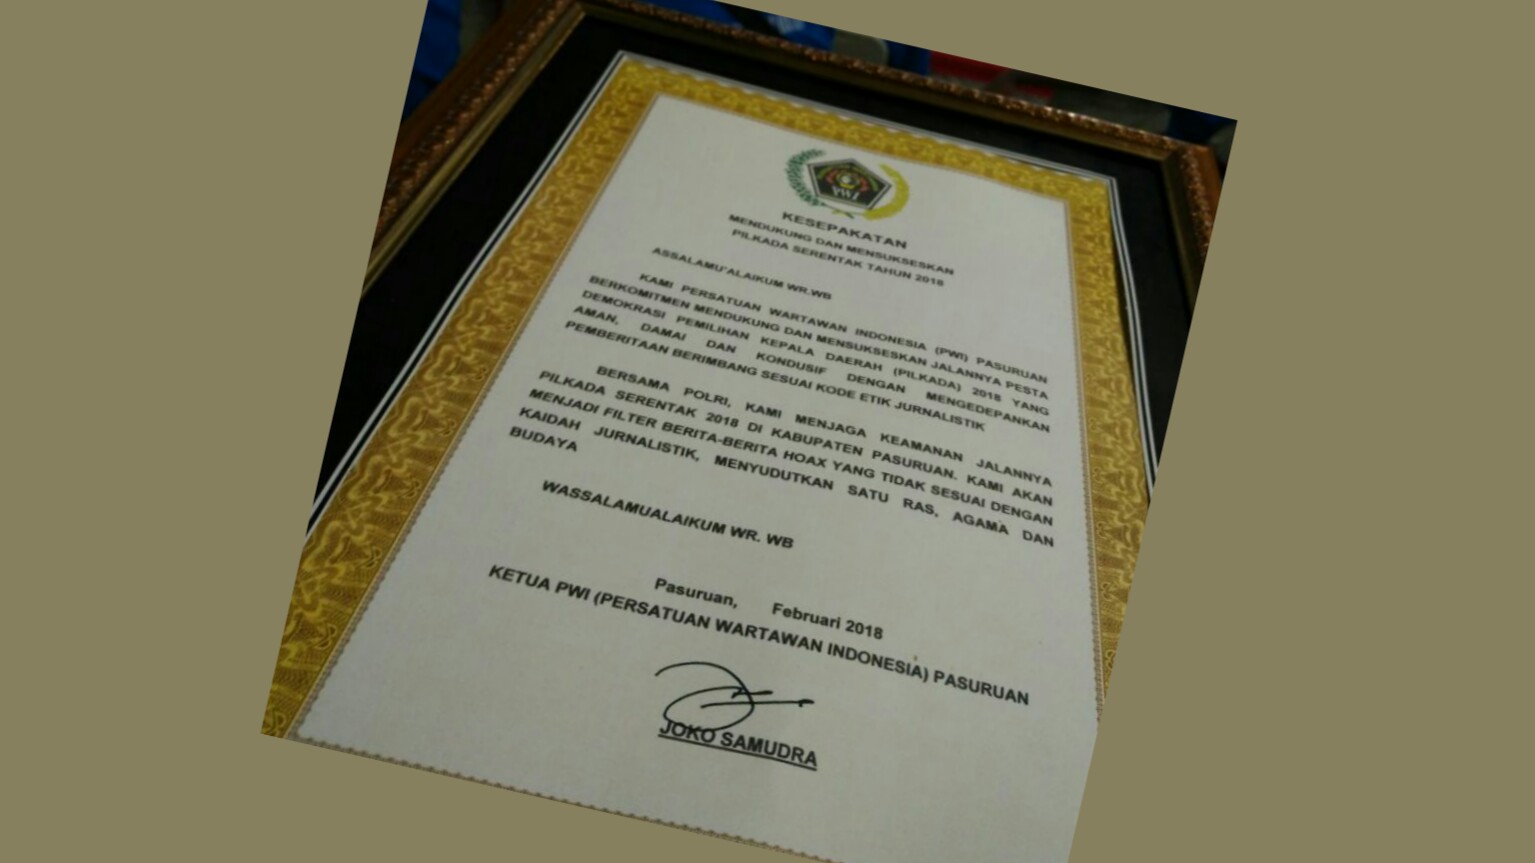 PWI
KESEPAKATAN
MENDUKUNG DAN MENSUKSESKAN
PILKADA SERENTAK TAHUN 2018
ASSALAMU'ALAIKUM WR.WB
KAMI PERSATUAN WARTAWAN INDONESIA (PWI) PASURUAN
BERKOMITMEN MENDUKUNG DAN MENSUKSESKAN JALANNYA PESTA
DEMOKRASI PEMILIHAN KEPALA DAERAH (PILKADA) 2018 YANG
AMAN, DAMAI DAN KONDUSIF DENGAN MENGEDEPANKAN
PEMBERITAAN BERIMBANG SESUAI KODE ETIK JURNALISTIK
BERSAMA POLRI, KAMI MENJAGA KEAMANAN JALANNYA
PILKADA SERENTAK 2018 DI KABUPATEN PASURUAN. KAMI AKAN
MENJADI FILTER BERITA-BERITA HOAX YANG TIDAK SESUAI DENGAN
KAIDAH JURNALISTIK, MENYUDUTKAN SATU RAS, AGAMA DAN
BUDAYA
WASSALAMUALAIKUM WR. WB
Pasuruan, Februari 2018
KETUA PWI (PERSATUAN WARTAWAN INDONESIA) PASURUAN
JOKO SAMUDRA